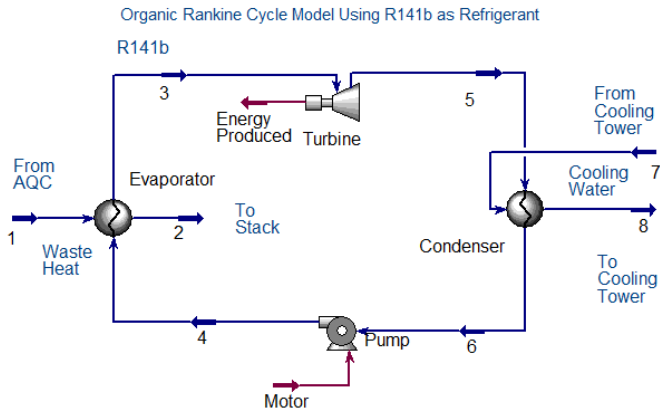 Organic Rankine Cycle Model Using R141b as Refrigerant
R141b
3
5
Energy
Produced
Turbine
From
Cooling
Tower
7
From
AQC
Evaporator
Cooling
Water
1
2
To
Stack
8
Waste
Heat
Condenser
To
Cooling
Tower
4
Pump
6
Motor